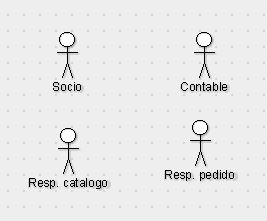 Socio
Contable
Resp. catalogo
Resp. pedido